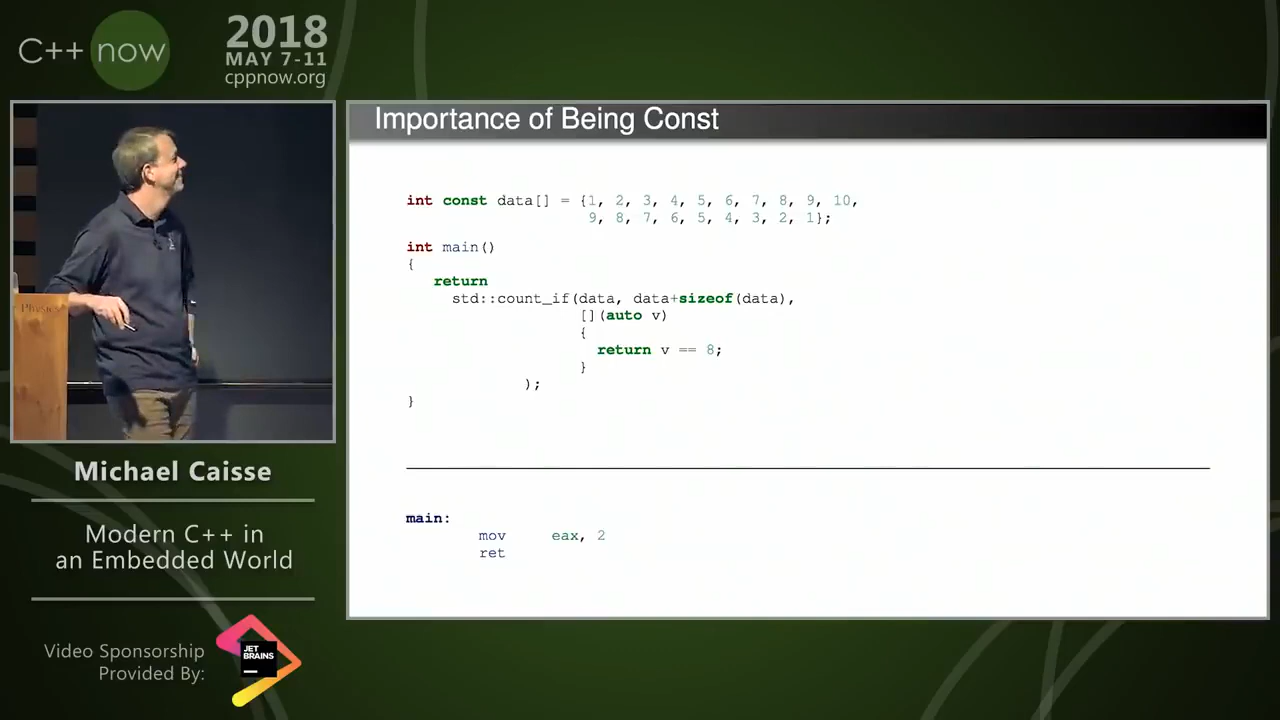 C++ now
2018
MAY 7-11
cppnow.org
Importance of Being Const
int const data[] = {1, 2, 3, 4, 5, 6, 7, 8, 9, 10,
9, 8, 7, 6, 5, 4, 3, 2, 1};
int main()
{
return
std::count_if(data, data+sizeof(data),
[](auto v)
{
return v == 8;
}
);
}
main:
mov eax, 2
ret
Physics
Michael Caisse
Modern C++ in
an Embedded World
Video Sponsorship
Provided By:
JET
BRAINS